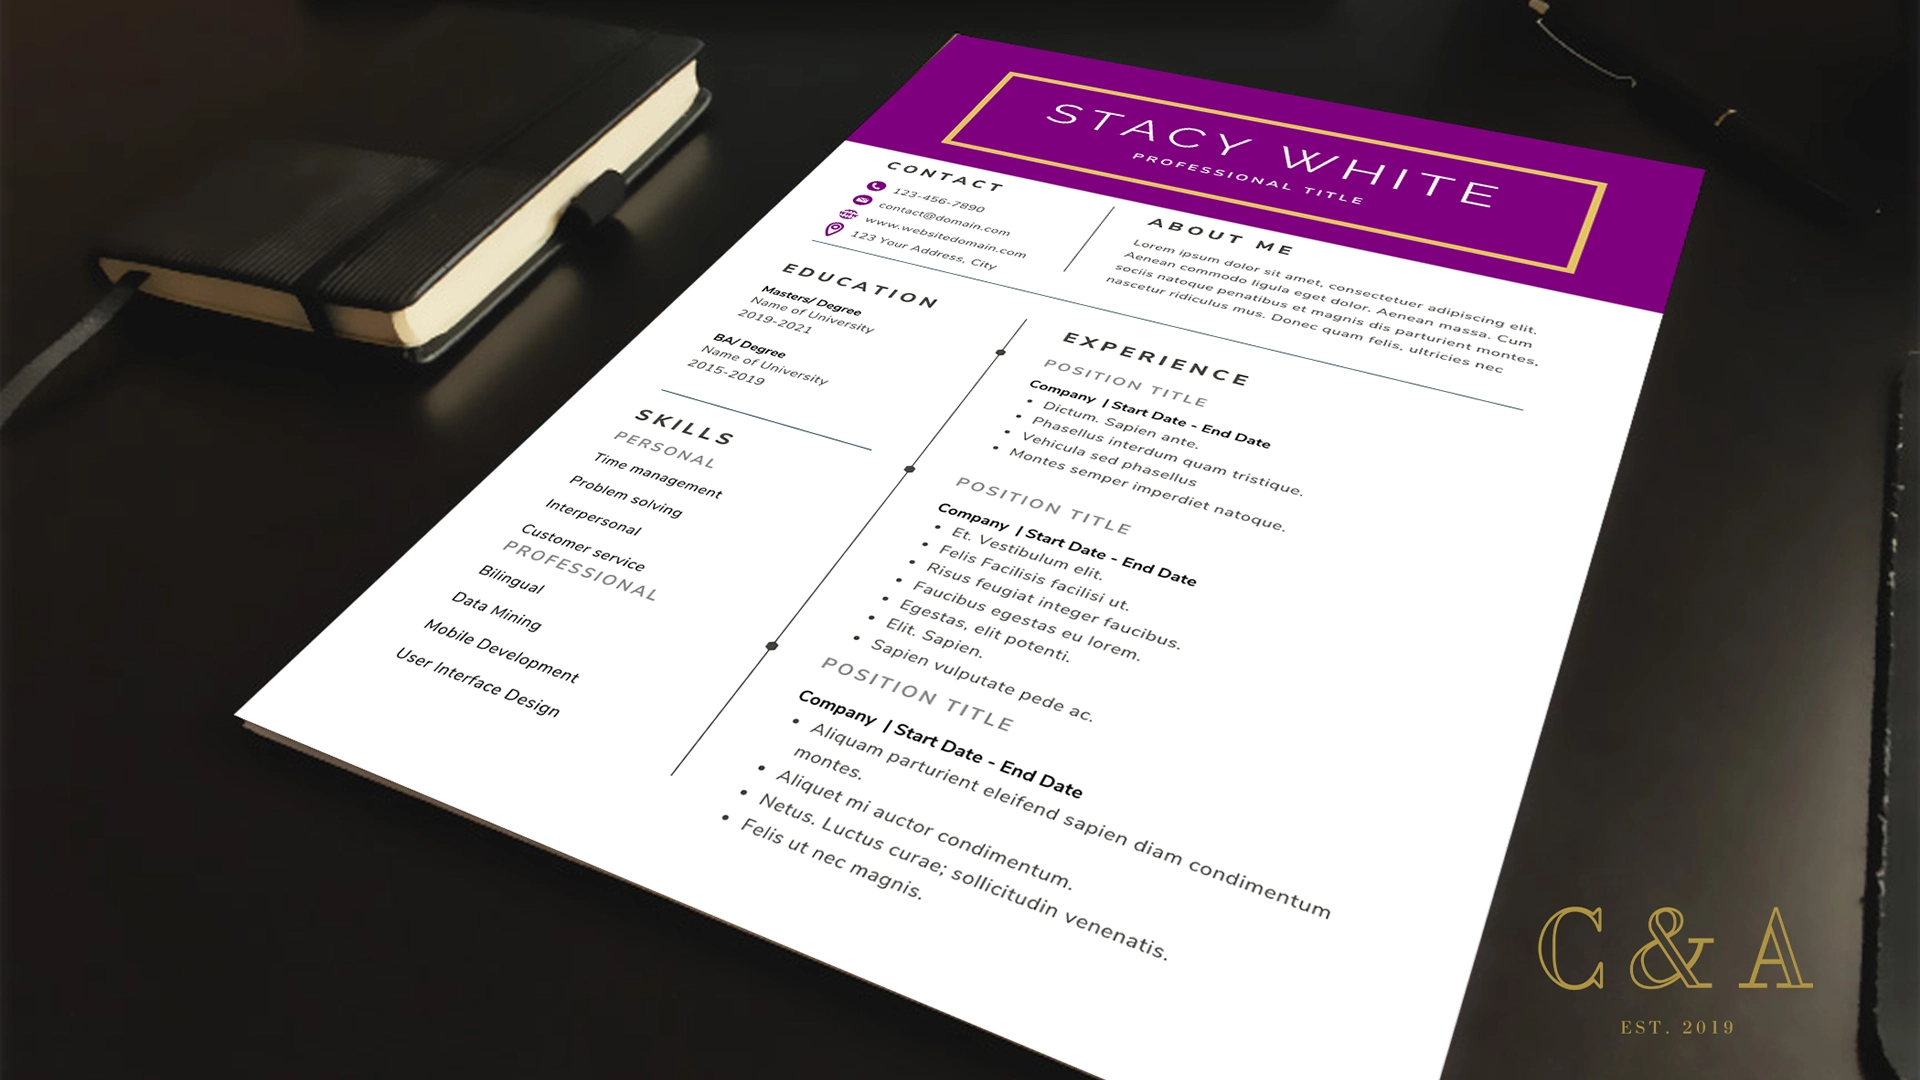 STACY WHITE
PROFESSIONAL TITLE
CONTACT
123-456-7890
contact@domain.com
www.websitedomain.com
123 Your Address, City
ABOUT ME
Lorem ipsum dolor sit amet, consectetuer adipiscing elit.
Aenean commodo ligula eget dolor. Aenean massa. Cum
sociis natoque penatibus et magnis dis parturient montes,
nascetur ridiculus mus. Donec quam felis, ultricies nec
EDUCATION
Masters/ Degree
Name of University
2019-2021
BA/ Degree
Name of University
2015-2019
SKILLS
PERSONAL
Time management
Problem solving
Interpersonal
Customer service
PROFESSIONAL
Bilingual
Data Mining
Mobile Development
User Interface Design
EXPERIENCE
POSITION TITLE
Company | Start Date - End Date
• Dictum. Sapien ante.
• Phasellus interdum quam tristique.
• Vehicula sed phasellus
• Montes semper imperdiet natoque.
POSITION TITLE
Company | Start Date - End Date
• Et. Vestibulum elit.
• Felis Facilisis facilisi ut.
• Risus feugiat integer faucibus.
• Faucibus egestas eu lorem.
• Egestas, elit potenti.
• Elit. Sapien.
• Sapien vulputate pede ac.
POSITION TITLE
Company | Start Date - End Date
• Aliquam parturient eleifend sapien diam condimentum
montes.
• Aliquet mi auctor condimentum.
• Netus. Luctus curae; sollicitudin venenatis.
• Felis ut nec magnis.
C & A
EST. 2019